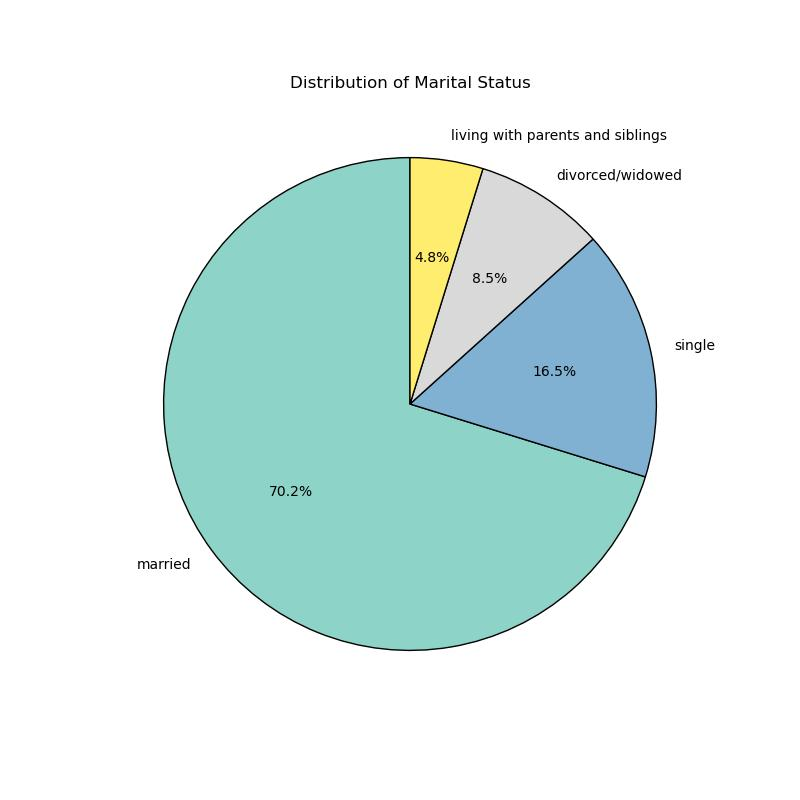 Distribution of Marital Status
living with parents and siblings
divorced/widowed
4.8%
8.5%
single
16.5%
70.2%
married